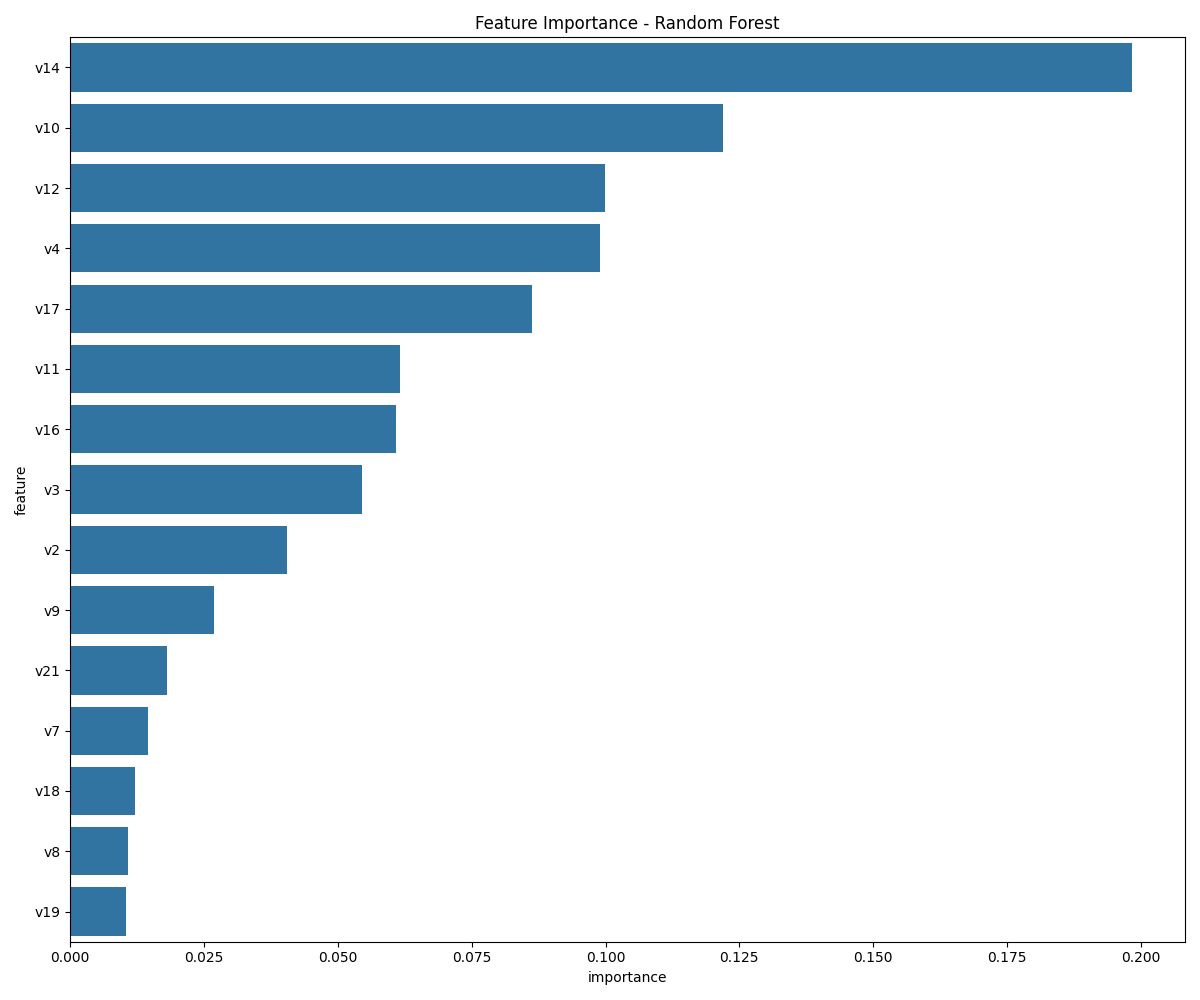 Feature Importance - Random Forest
v14
v10
v12
v4
v17
v11
v16
v3
v2
v9
v21
v7
v18
v8
v19
feature
0.000 0.025 0.050 0.075 0.100 0.125 0.150 0.175 0.200
importance